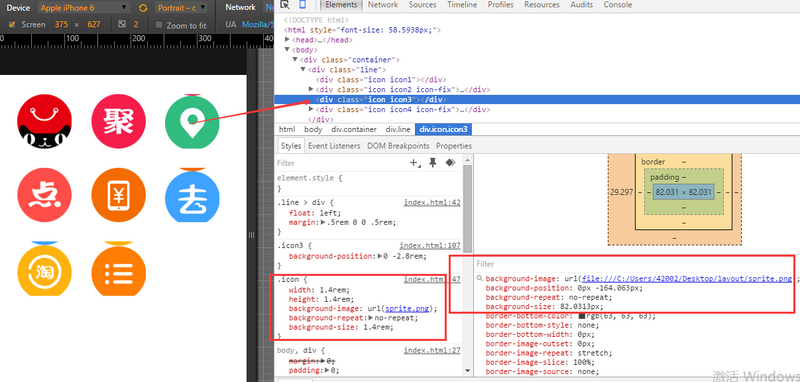 Device Apple iPhone 6 Portrait – c Network N
Screen 375 × 627 2 Zoom to fit UA Mozilla/5
100 200 300 400
聚
点
¥
去
淘
Elements Network Sources Timeline Profiles
<!DOCTYPE html>
<html style="font-size: 58.5938px;">
▶<head>…</head>
▼<body>
▼<div class="container">
▼<div class="line">
<div class="icon icon1"></div>
▶<div class="icon icon2 icon-fix">…</div>
<div class="icon icon3"></div>
▶<div class="icon icon4 icon-fix">…</div>
</div>
html body div.container div.line div.icon.icon3
Styles Event Listeners DOM Breakpoints Properties
Filter
element.style {
}
.line > div { index.html:42
float: left;
margin: ▶.5rem 0 0 .5rem;
}
.icon3 { index.html:107
background-position: ▶0 -2.8rem;
}
.icon { index.html:47
width: 1.4rem;
height: 1.4rem;
background-image: url(sprite.png);
background-repeat: ▶no-repeat;
background-size: 1.4rem;
}
body, div { index.html:27
margin: ▶0;
padding: ▶0;
border –
padding –
29.297 – – 82.031 × 82.031 – – –
–
–
–
Filter
background-image: url(file:///C:/Users/42002/Desktop/layout/sprite.png);
background-position: 0px -164.063px;
background-repeat: no-repeat;
background-size: 82.0313px;
border-bottom-color: rgb(63, 63, 63);
border-bottom-style: none;
border-bottom-width: 0px;
border-image-outset: 0px;
border-image-repeat: stretch;
border-image-slice: 100%;
border-image-source: none;
激活 Windows